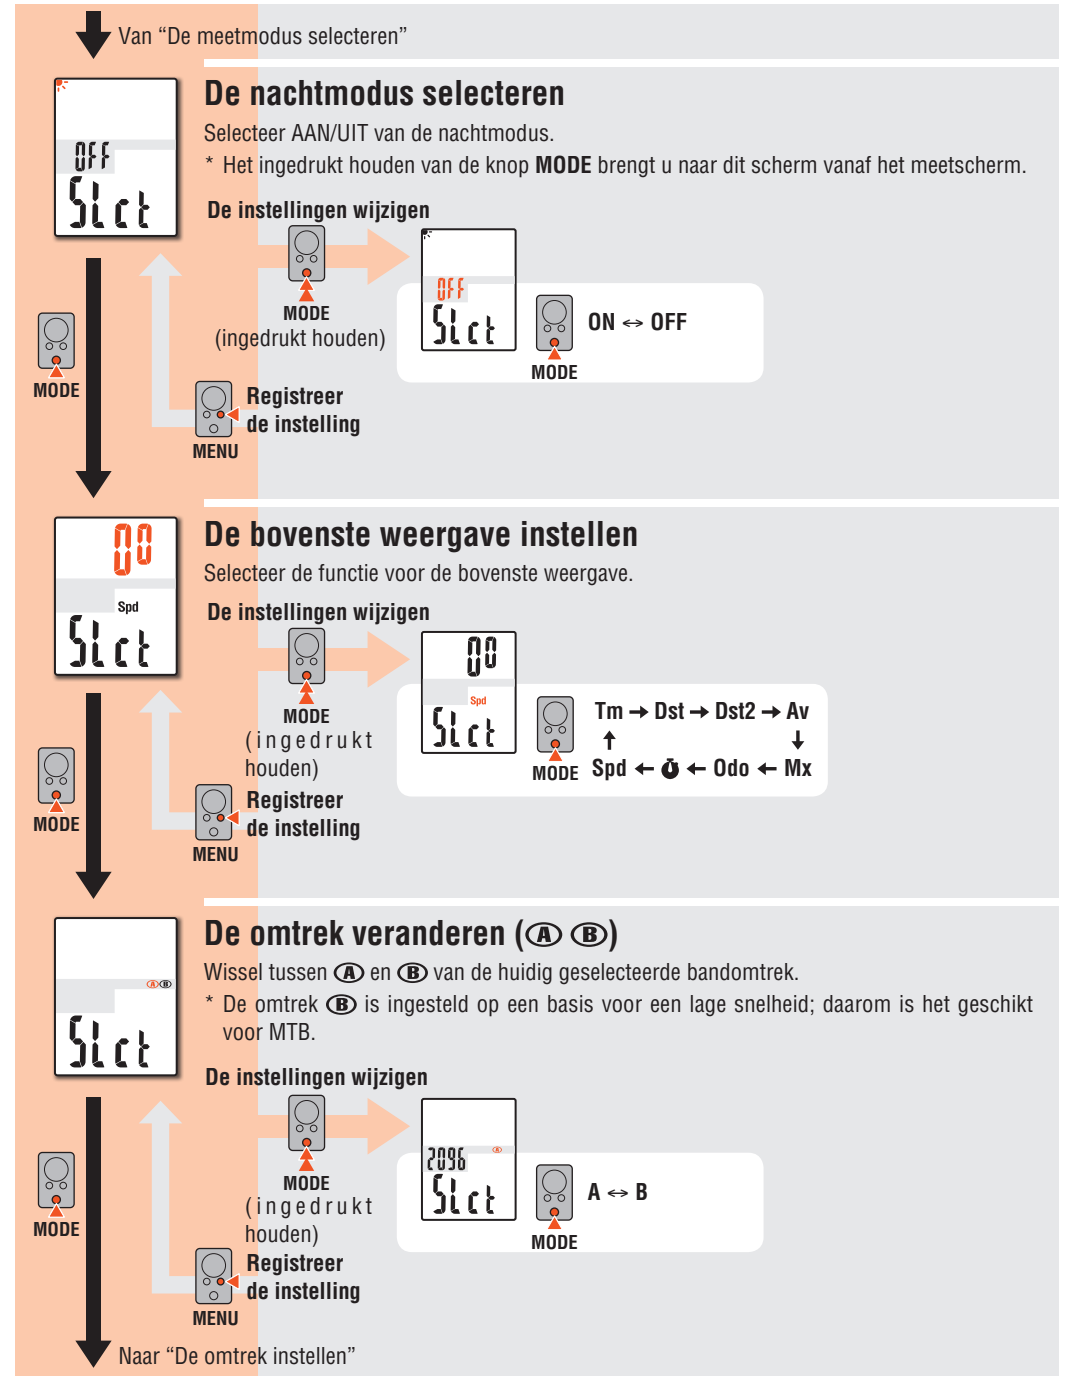 Van “De meetmodus selecteren”
De nachtmodus selecteren
Selecteer AAN/UIT van de nachtmodus.
* Het ingedrukt houden van de knop MODE brengt u naar dit scherm vanaf het meetscherm.
OFF
Slct
De instellingen wijzigen
MODE
(ingedrukt houden)
OFF
Slct
MODE
ON ↔ OFF
MODE
Registreer
de instelling
MENU
De bovenste weergave instellen
Selecteer de functie voor de bovenste weergave.
00
Spd
Slct
De instellingen wijzigen
MODE
(ingedrukt
houden)
00
Spd
Slct
MODE
Tm → Dst → Dst2 → Av
↑ ↓
Spd ← ← Odo ← Mx
MODE
Registreer
de instelling
MENU
De omtrek veranderen (Ⓐ Ⓑ)
Wissel tussen Ⓐ en Ⓑ van de huidig geselecteerde bandomtrek.
* De omtrek Ⓑ is ingesteld op een basis voor een lage snelheid; daarom is het geschikt
voor MTB.
ⒶⒷ
Slct
De instellingen wijzigen
MODE
(ingedrukt
houden)
2096 Ⓐ
Slct
MODE
A ↔ B
MODE
Registreer
de instelling
MENU
Naar “De omtrek instellen”